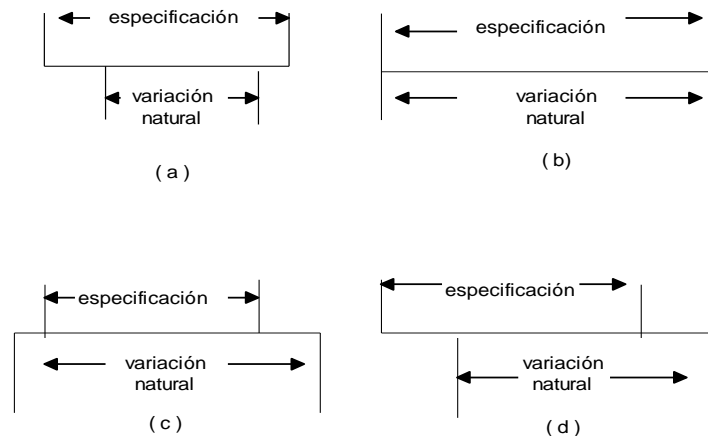 especificación
variación
natural
( a )
especificación
variación
natural
( b)
especificación
variación
natural
( c )
especificación
variación
natural
( d )